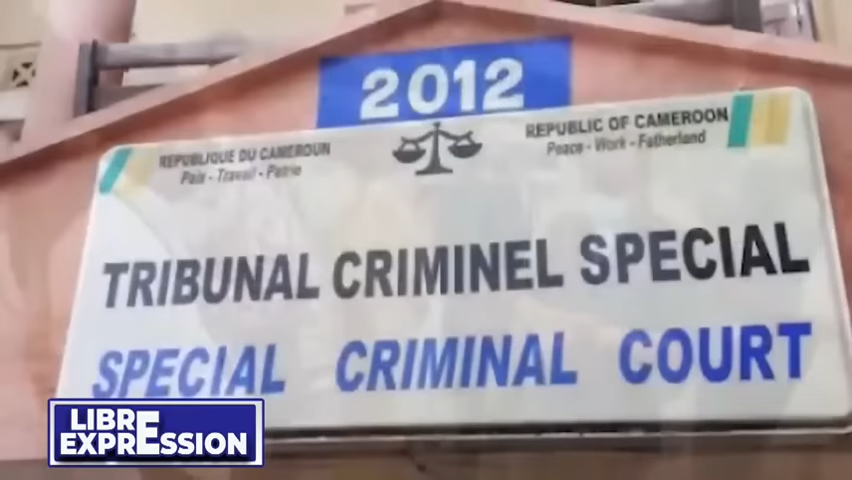 2012
REPUBLIQUE DU CAMEROUN
Paix - Travail - Patrie
REPUBLIC OF CAMEROON
Peace - Work - Fatherland
TRIBUNAL CRIMINEL SPECIAL
SPECIAL CRIMINAL COURT
LIBRE
EXPRESSION